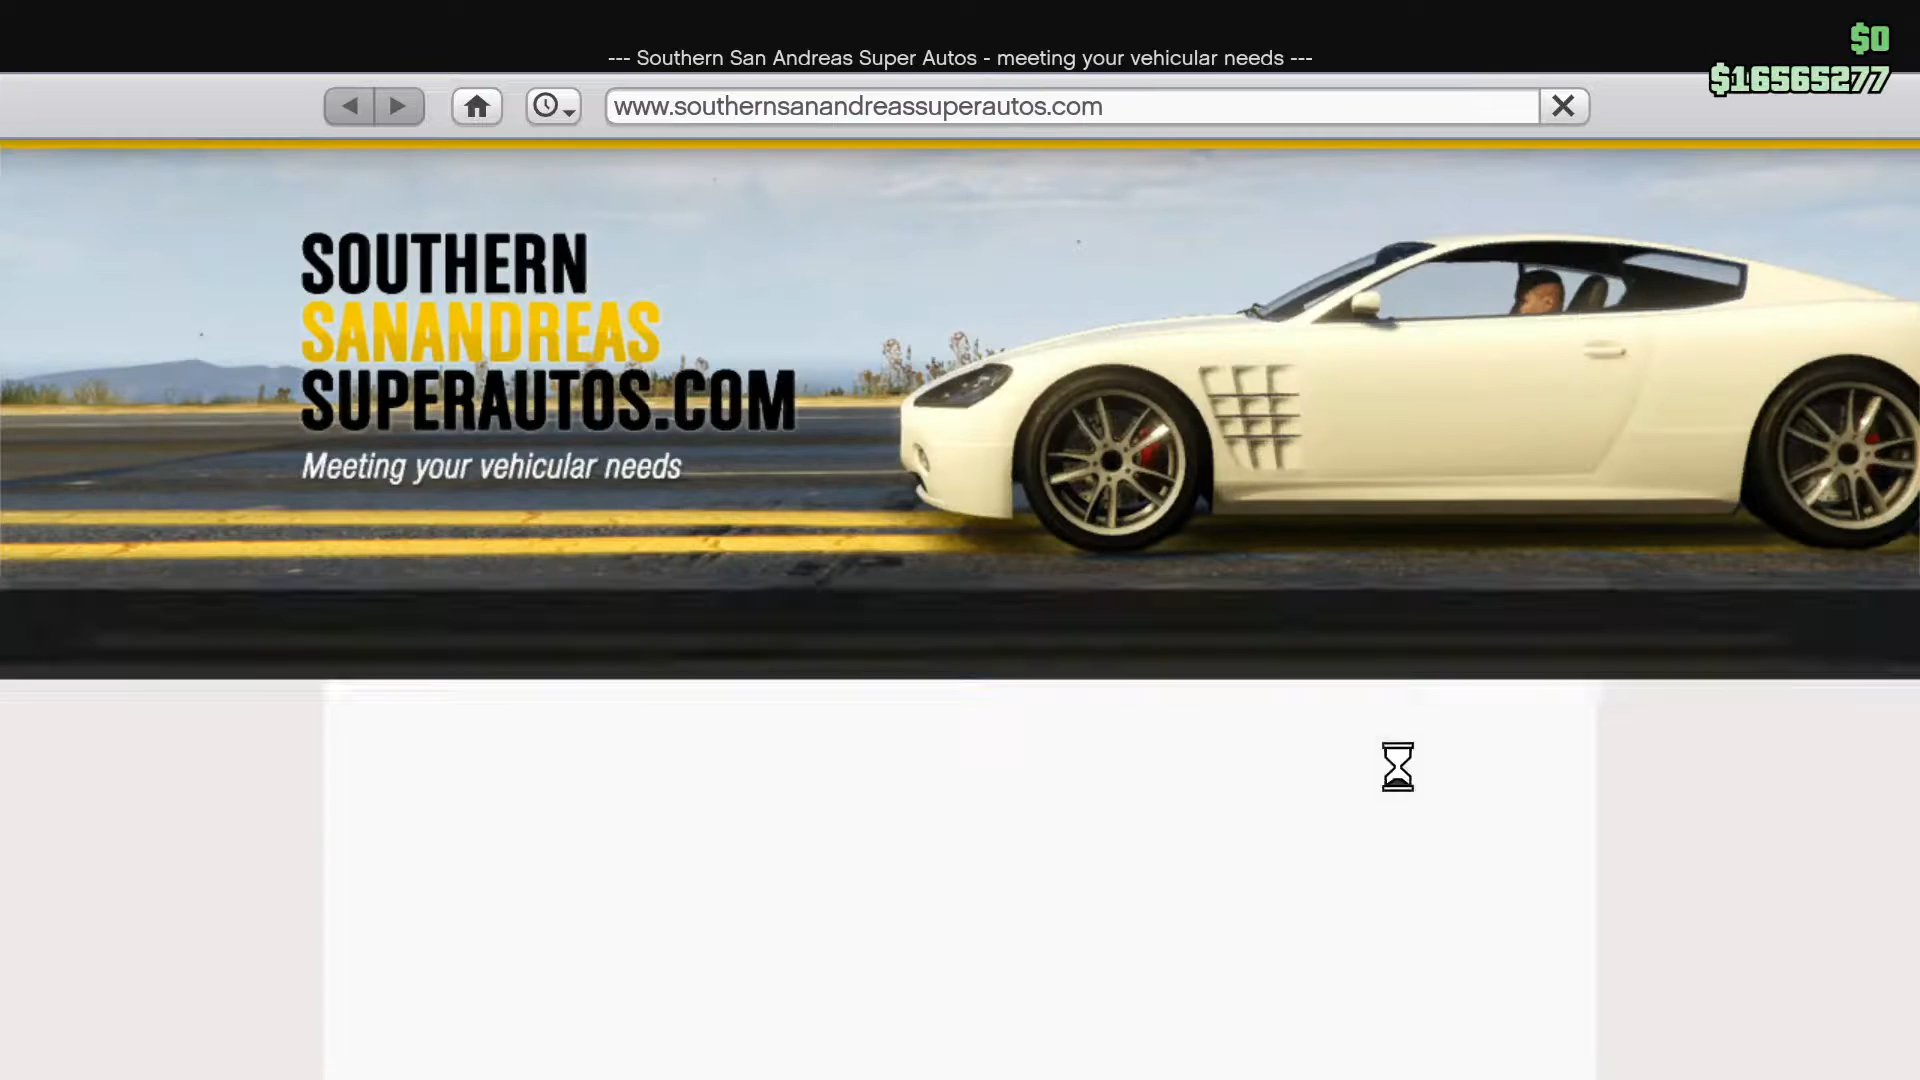 $0
--- Southern San Andreas Super Autos - meeting your vehicular needs ---
$16565277
www.southernsanandreassuperautos.com
SOUTHERN
SANANDREAS
SUPERAUTOS.COM
Meeting your vehicular needs